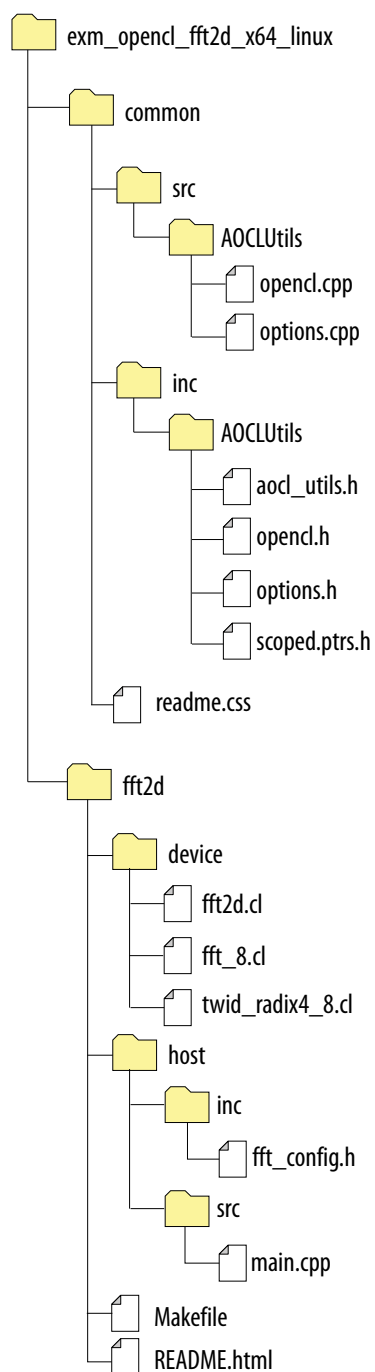 exm_opencl_fft2d_x64_linux
common
src
AOCLUtils
opencl.cpp
options.cpp
inc
AOCLUtils
aocl_utils.h
opencl.h
options.h
scoped.ptrs.h
readme.css
fft2d
device
fft2d.cl
fft_8.cl
twid_radix4_8.cl
host
inc
fft_config.h
src
main.cpp
Makefile
README.html